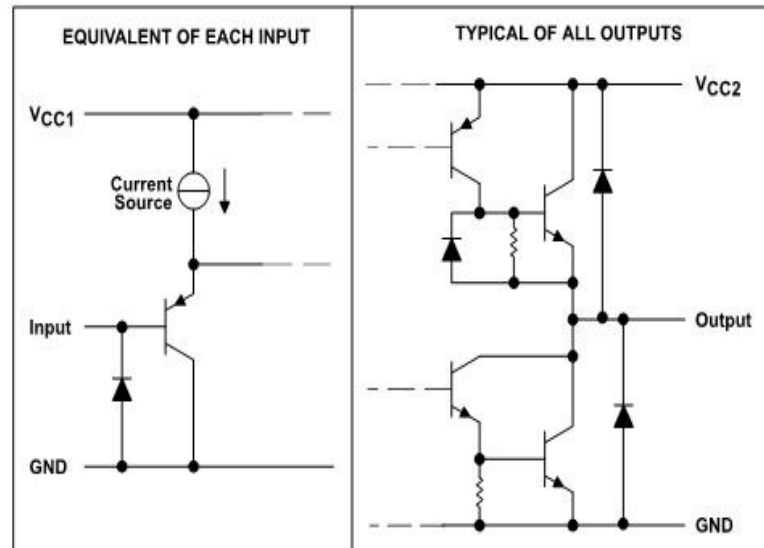 EQUIVALENT OF EACH INPUT
VCC1
Current
Source
Input
GND
TYPICAL OF ALL OUTPUTS
VCC2
Output
GND